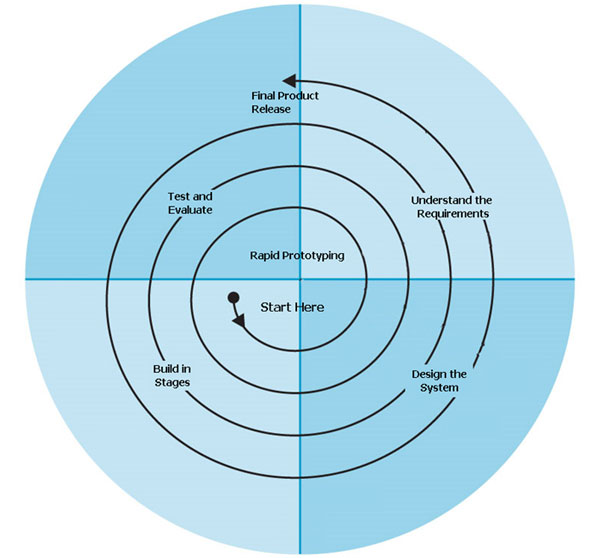 Final Product
Release
Test and
Evaluate
Understand the
Requirements
Rapid Prototyping
Start Here
Build in
Stages
Design the
System